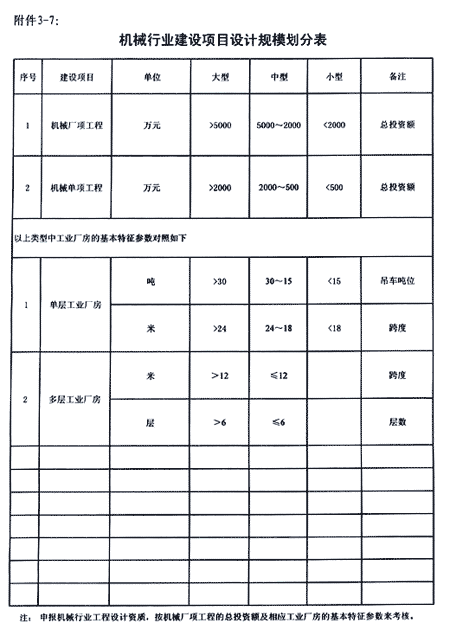 附件3-7:
机械行业建设项目设计规模划分表
序号 建设项目 单位 大型 中型 小型 备注
1 机械厂项工程 万元 >5000 5000～2000 <2000 总投资额
2 机械单项工程 万元 >2000 2000～500 <500 总投资额
以上类型中工业厂房的基本特征参数对照如下
1 单层工业厂房 吨 >30 30～15 <15 吊车吨位
米 >24 24～18 <18 跨度
2 多层工业厂房 米 >12 ≤12 跨度
层 >6 ≤6 层数
注: 申报机械行业工程设计资质，按机械厂项工程的总投资额及相应工业厂房的基本特征参数来考核。